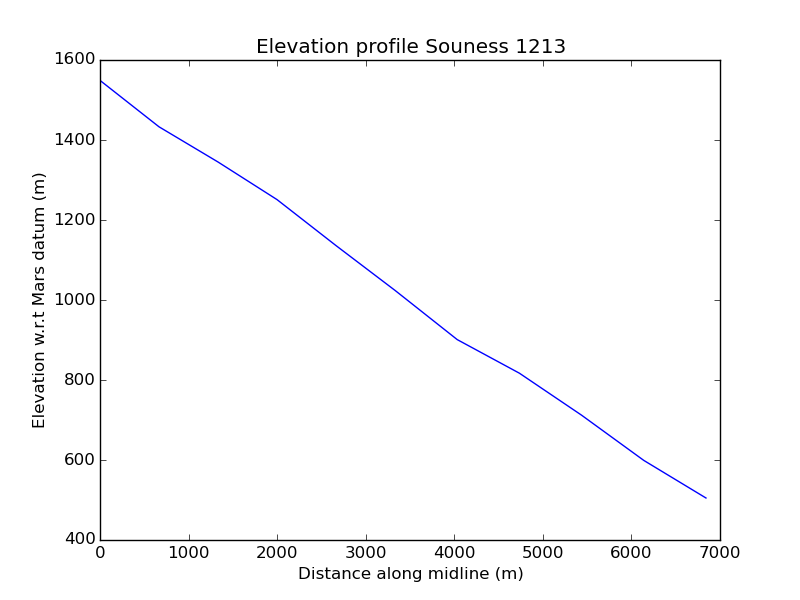 Elevation profile Souness 1213
Elevation w.r.t Mars datum (m)
1600
1400
1200
1000
800
600
400
0 1000 2000 3000 4000 5000 6000 7000
Distance along midline (m)